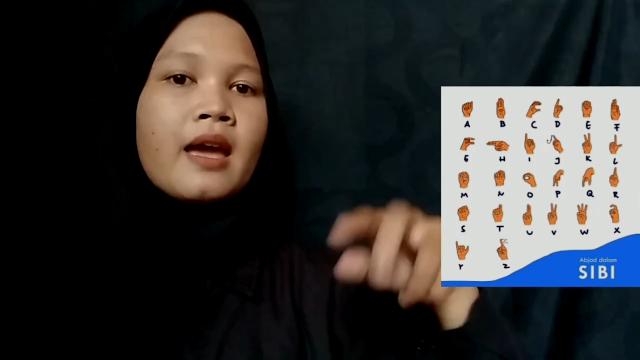 A B C D E F
G H I J K L
M N O P Q R
S T U V W X
Y Z
Abjad dalam
SIBI